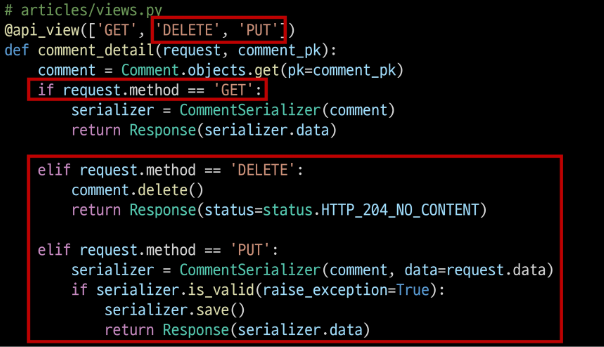 # articles/views.py
@api_view(['GET', 'DELETE', 'PUT'])
def comment_detail(request, comment_pk):
    comment = Comment.objects.get(pk=comment_pk)
    if request.method == 'GET':
        serializer = CommentSerializer(comment)
        return Response(serializer.data)
    elif request.method == 'DELETE':
        comment.delete()
        return Response(status=status.HTTP_204_NO_CONTENT)
    elif request.method == 'PUT':
        serializer = CommentSerializer(comment, data=request.data)
        if serializer.is_valid(raise_exception=True):
            serializer.save()
            return Response(serializer.data)